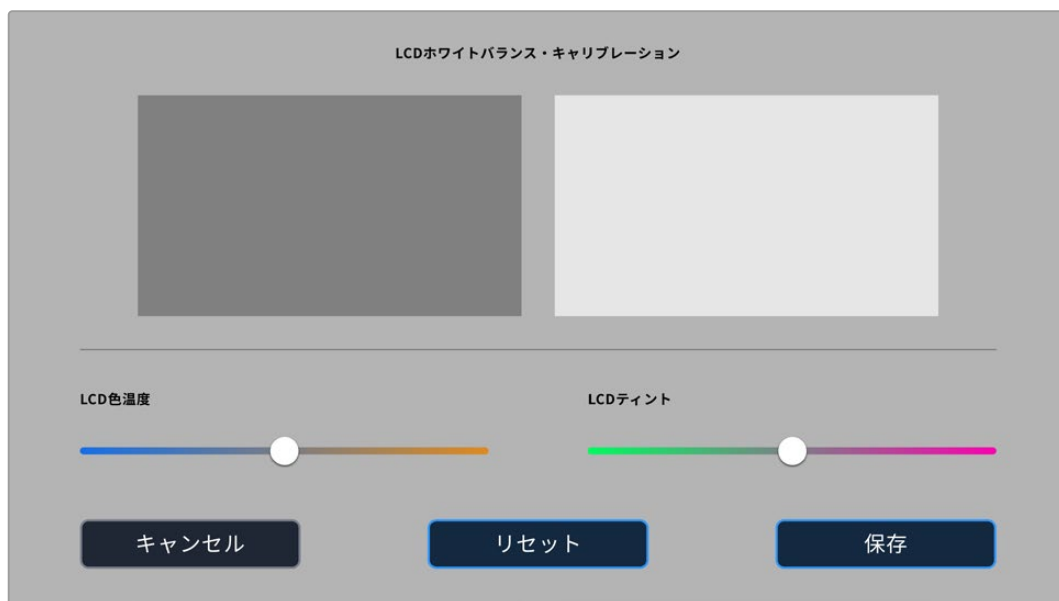 LCDホワイトバランス・キャリブレーション
LCD色温度
LCDティント
キャンセル
リセット
保存